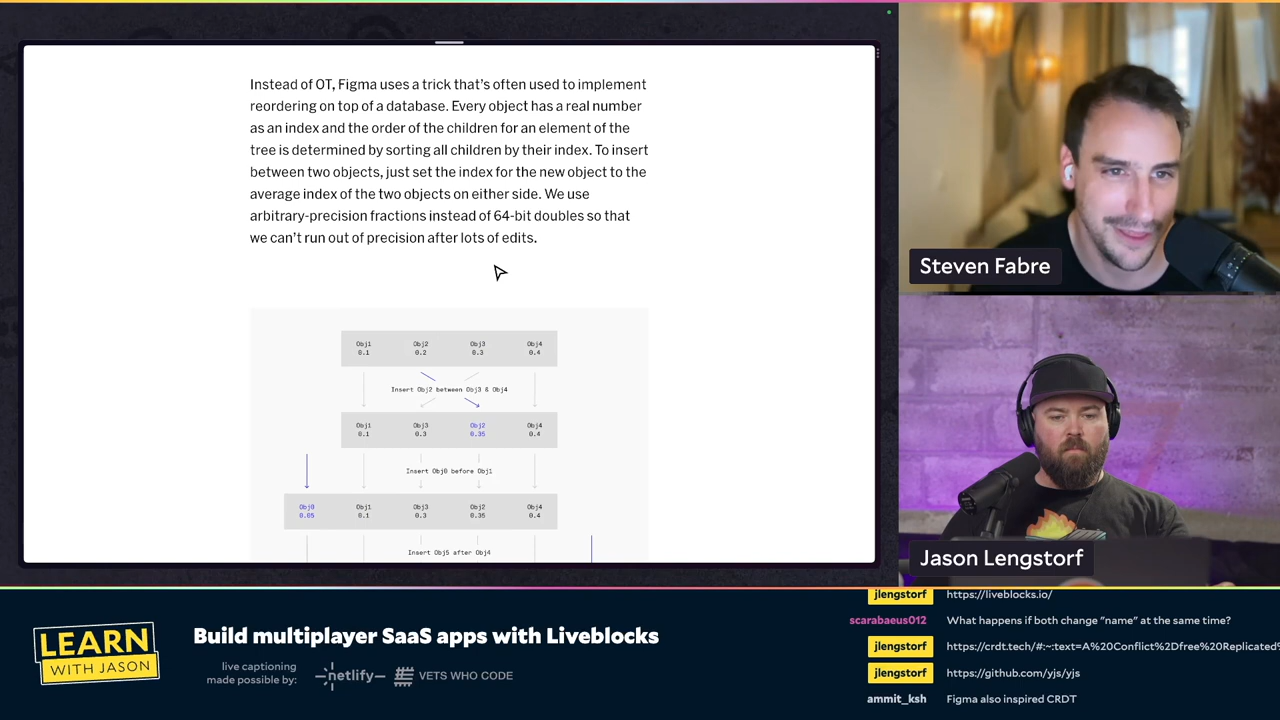 Instead of OT, Figma uses a trick that's often used to implement
reordering on top of a database. Every object has a real number
as an index and the order of the children for an element of the
tree is determined by sorting all children by their index. To insert
between two objects, just set the index for the new object to the
average index of the two objects on either side. We use
arbitrary-precision fractions instead of 64-bit doubles so that
we can't run out of precision after lots of edits.
Obj1 Obj2 Obj3 Obj4
0.1 0.2 0.3 0.4
Insert Obj2 between Obj3 & Obj4
Obj1 Obj3 Obj2 Obj4
0.1 0.3 0.35 0.4
Insert Obj0 before Obj1
Obj0 Obj1 Obj3 Obj2 Obj4
0.05 0.1 0.3 0.35 0.4
Insert Obj5 after Obj4
Steven Fabre
Jason Lengstorf
LEARN
WITH JASON
Build multiplayer SaaS apps with Liveblocks
live captioning
made possible by:
netlify
VETS WHO CODE
jlengstorf https://liveblocks.io/
scarabaeus012 What happens if both change "name" at the same time?
jlengstorf https://crdt.tech/#:~:text=A%20Conflict%2Dfree%20Replicated%
jlengstorf https://github.com/yjs/yjs
ammit_ksh Figma also inspired CRDT